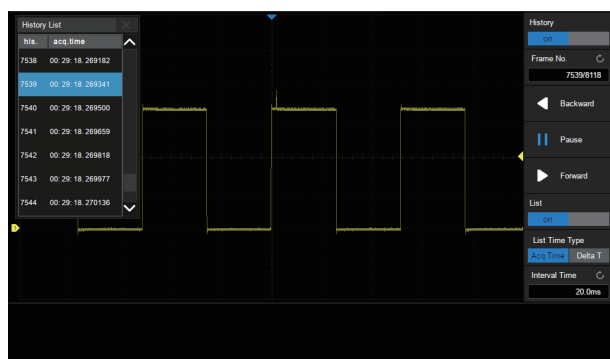 History List
his. acq.time
7538 00: 29: 18. 269182
7539 00: 29: 18. 269341
7540 00: 29: 18. 269500
7541 00: 29: 18. 269659
7542 00: 29: 18. 269818
7543 00: 29: 18. 269977
7544 00: 29: 18. 270136
History
on
Frame No.
7539/8118
Backward
Pause
Forward
List
on
List Time Type
Acq.Time Delta T
Interval Time
20.0ms